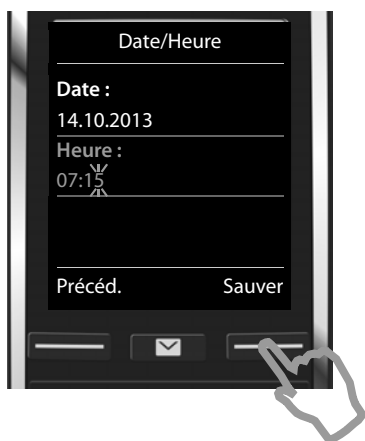 Date/Heure
Date :
14.10.2013
Heure :
07:15
Précéd. Sauver